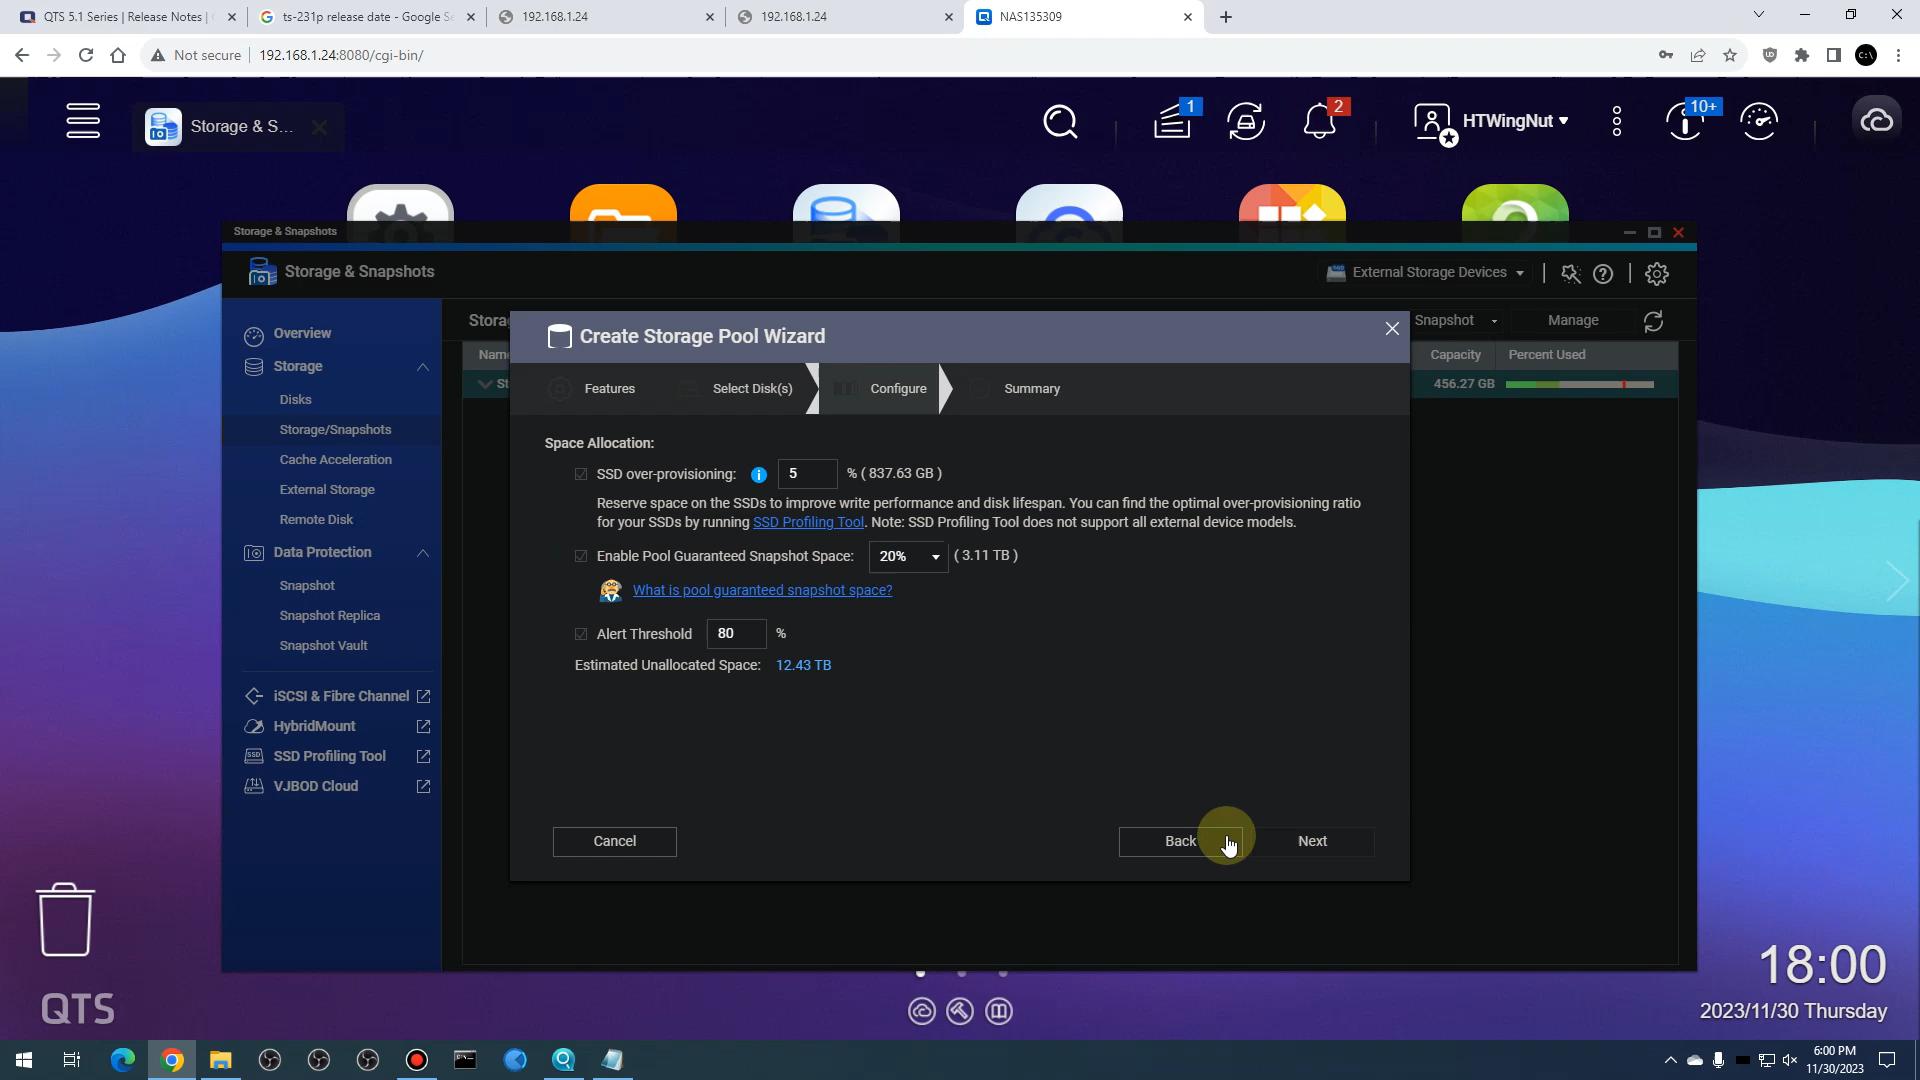 QTS 5.1 Series | Release Notes |
ts-231p release date - Google Se
192.168.1.24
192.168.1.24
NAS135309
Not secure
192.168.1.24:8080/cgi-bin/
C:\
Storage & S...
1
2
HTWingNut
10+
Storage & Snapshots
Storage & Snapshots
External Storage Devices
Overview
Storage
Disks
Storage/Snapshots
Cache Acceleration
External Storage
Remote Disk
Data Protection
Snapshot
Snapshot Replica
Snapshot Vault
iSCSI & Fibre Channel
HybridMount
SSD Profiling Tool
VJBOD Cloud
Snapshot
Manage
Capacity
Percent Used
456.27 GB
Create Storage Pool Wizard
Features
Select Disk(s)
Configure
Summary
Space Allocation:
SSD over-provisioning: 5 % ( 837.63 GB )
Reserve space on the SSDs to improve write performance and disk lifespan. You can find the optimal over-provisioning ratio
for your SSDs by running SSD Profiling Tool. Note: SSD Profiling Tool does not support all external device models.
Enable Pool Guaranteed Snapshot Space: 20% ( 3.11 TB )
What is pool guaranteed snapshot space?
Alert Threshold 80 %
Estimated Unallocated Space: 12.43 TB
Cancel
Back
Next
QTS
18:00
2023/11/30 Thursday
6:00 PM
11/30/2023